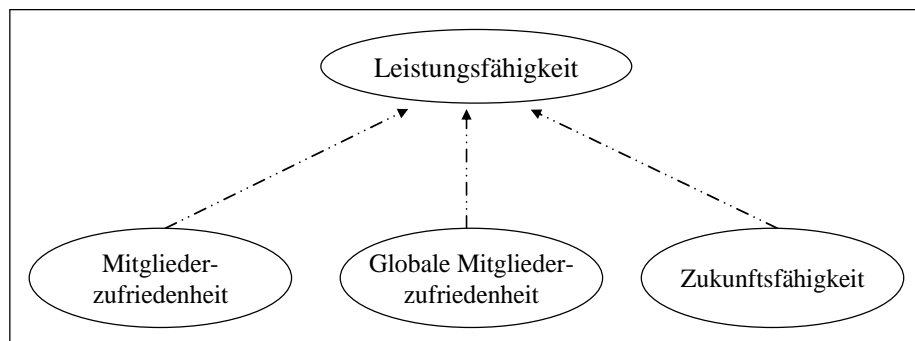 Leistungsfähigkeit
Mitglieder-
zufriedenheit
Globale Mitglieder-
zufriedenheit
Zukunftsfähigkeit